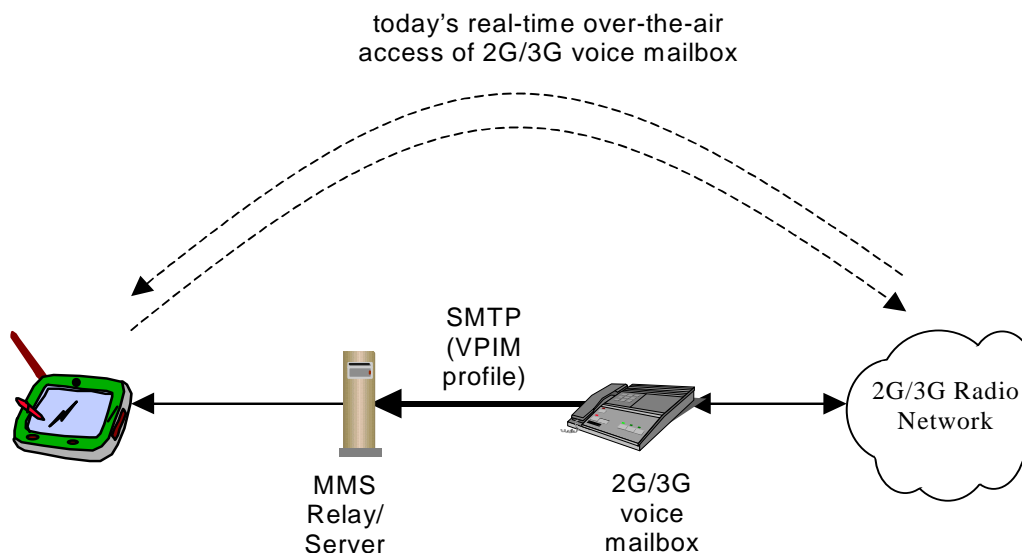 today's real-time over-the-air
access of 2G/3G voice mailbox
SMTP
(VPIM
profile)
2G/3G Radio
Network
MMS
Relay/
Server
2G/3G
voice
mailbox